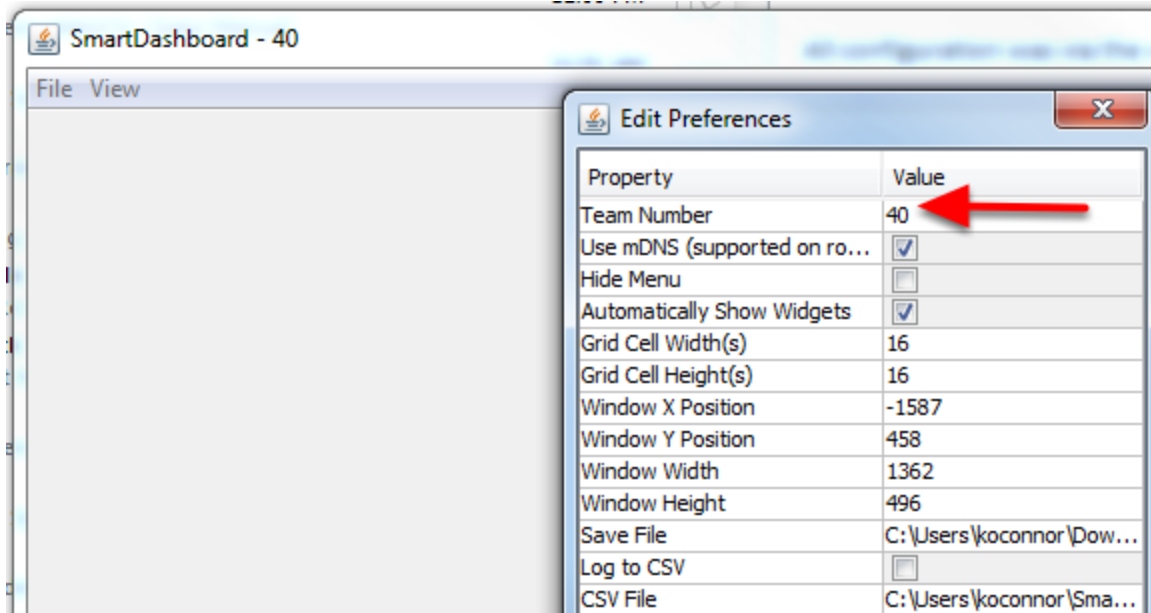 SmartDashboard - 40
File View
Edit Preferences
Property Value
Team Number 40
Use mDNS (supported on ro...
Hide Menu
Automatically Show Widgets
Grid Cell Width(s) 16
Grid Cell Height(s) 16
Window X Position -1587
Window Y Position 458
Window Width 1362
Window Height 496
Save File C:\Users\koconnor\Dow...
Log to CSV
CSV File C:\Users\koconnor\Sma...